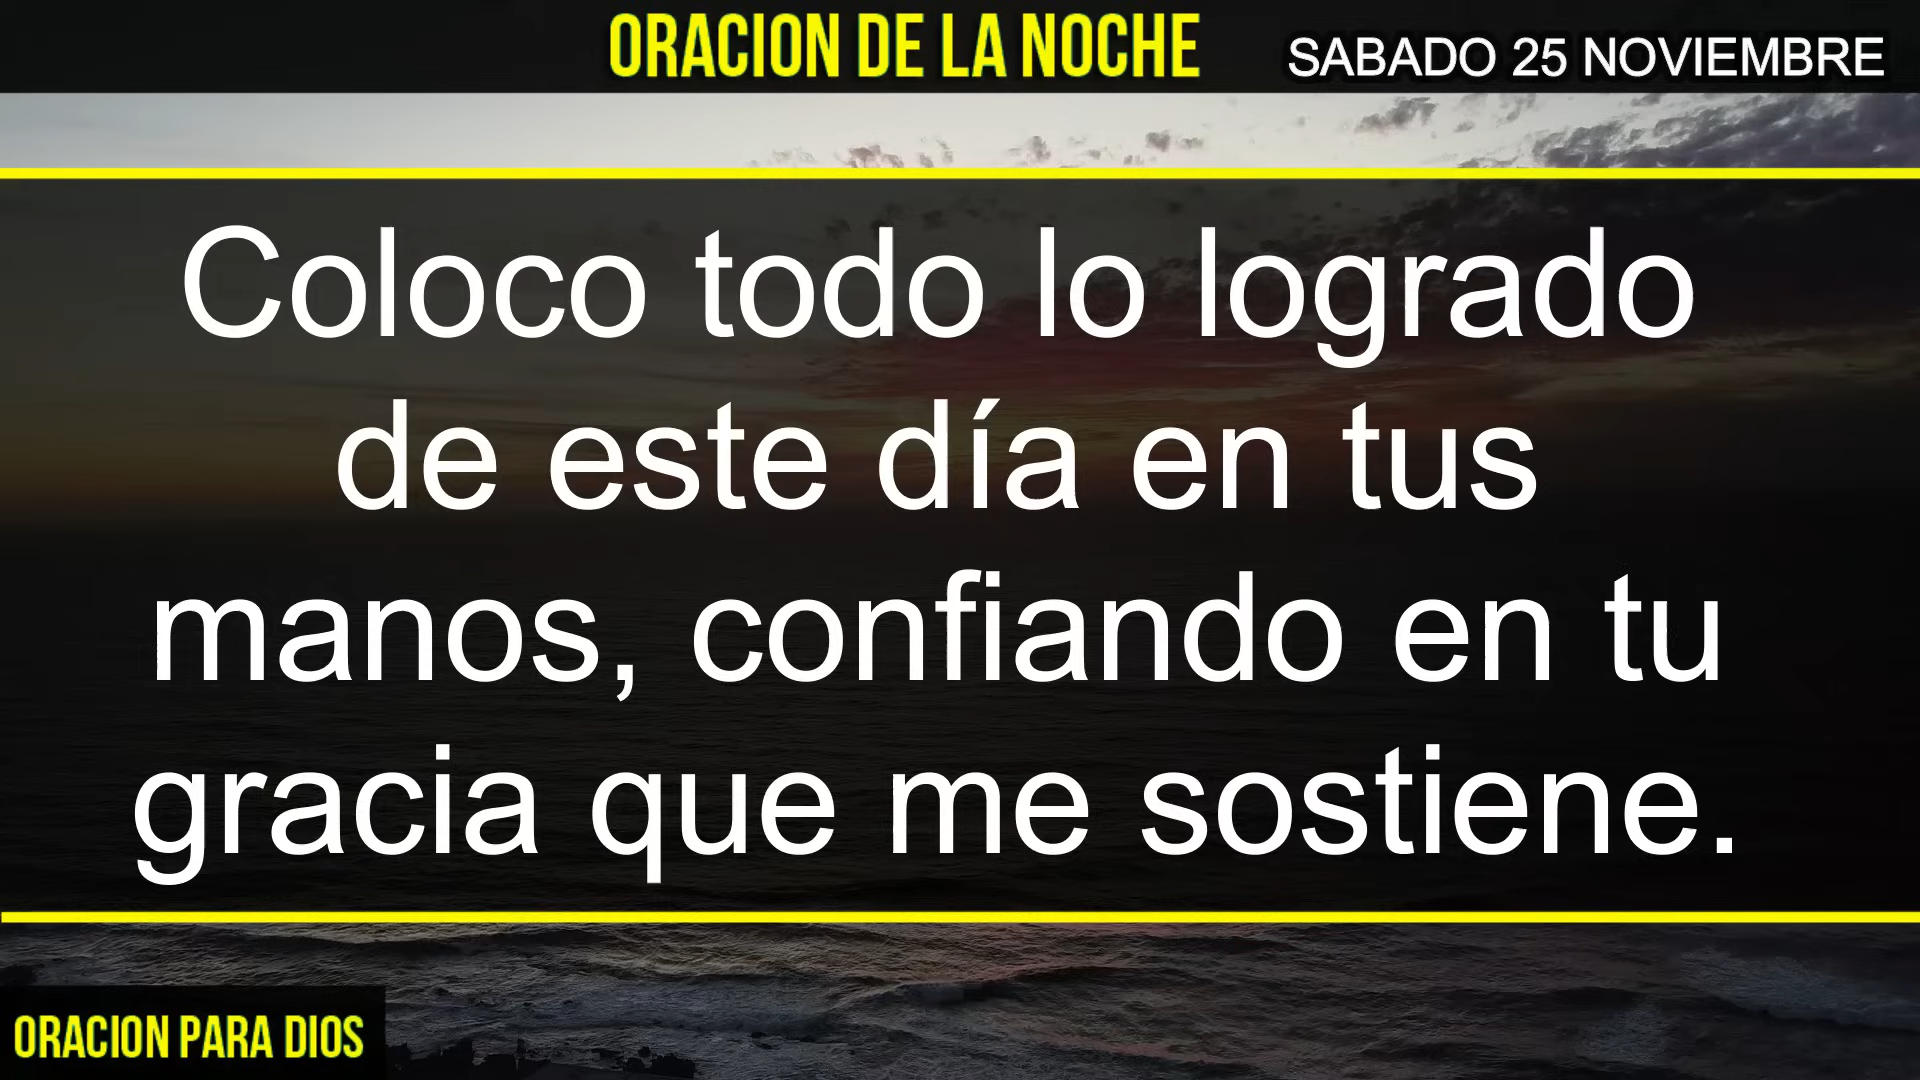 ORACION DE LA NOCHE
SABADO 25 NOVIEMBRE
Coloco todo lo logrado
de este día en tus
manos, confiando en tu
gracia que me sostiene.
ORACION PARA DIOS